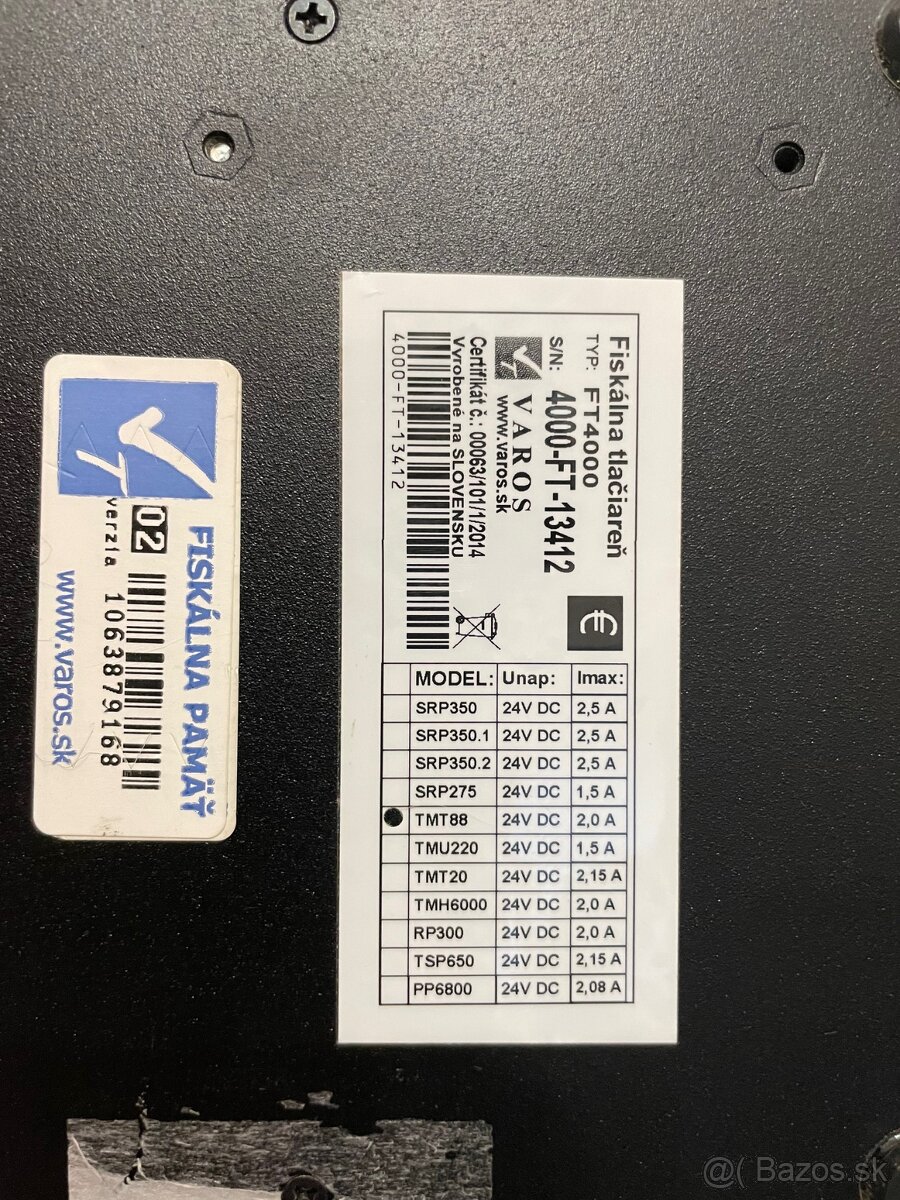 Fiskálna tlačiareň
TYP: FT4000
S/N: 4000-FT-13412
VAROS
www.varos.sk
Certifikát č.: 00063/101/1/2014
Vyrobené na SLOVENSKU
4000-FT-13412
€
MODEL: Unap: Imax:
SRP350 24V DC 2,5 A
SRP350.1 24V DC 2,5 A
SRP350.2 24V DC 2,5 A
SRP275 24V DC 1,5 A
TMT88 24V DC 2,0 A
TMU220 24V DC 1,5 A
TMT20 24V DC 2,15 A
TMH6000 24V DC 2,0 A
RP300 24V DC 2,0 A
TSP650 24V DC 2,15 A
PP6800 24V DC 2,08 A
FISKÁLNA PAMÄŤ
02
verzia 1063879168
www.varos.sk
@( Bazos.sk